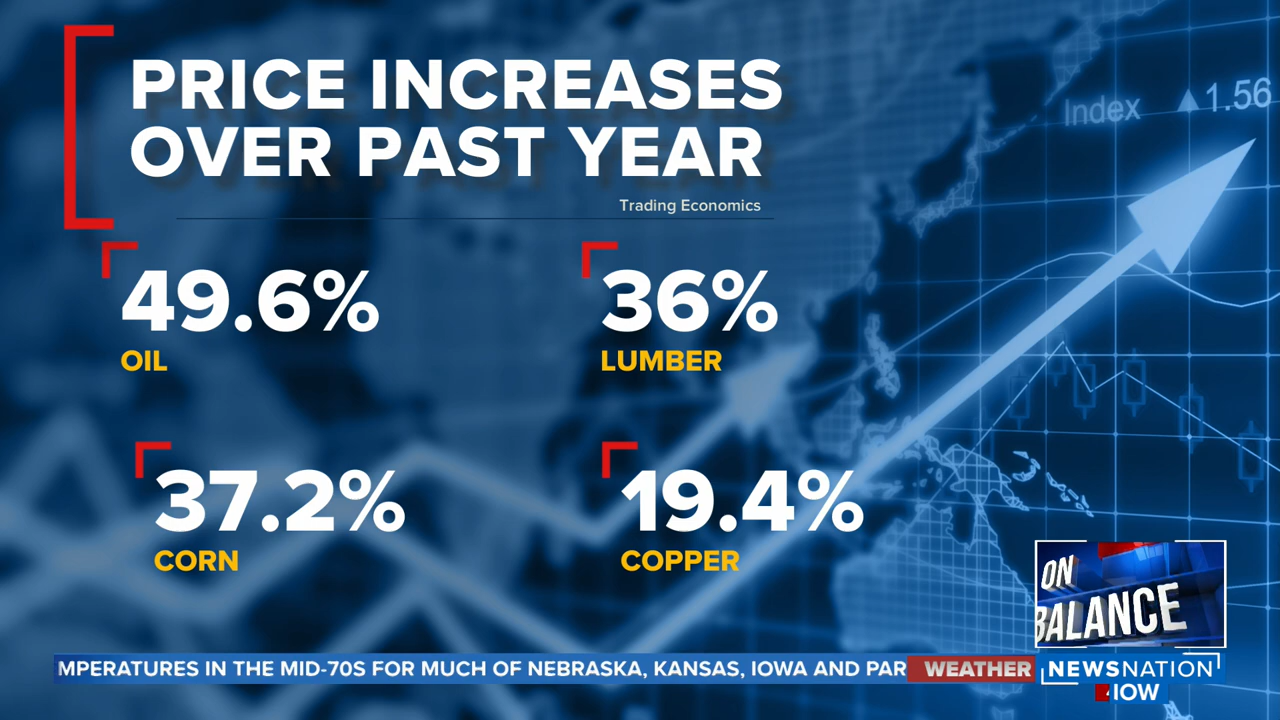 PRICE INCREASES
OVER PAST YEAR
Trading Economics
Index ▲1.56
49.6%
OIL
36%
LUMBER
37.2%
CORN
19.4%
COPPER
ON
BALANCE
MPERATURES IN THE MID-70S FOR MUCH OF NEBRASKA, KANSAS, IOWA AND PAR
WEATHER
NEWSNATION